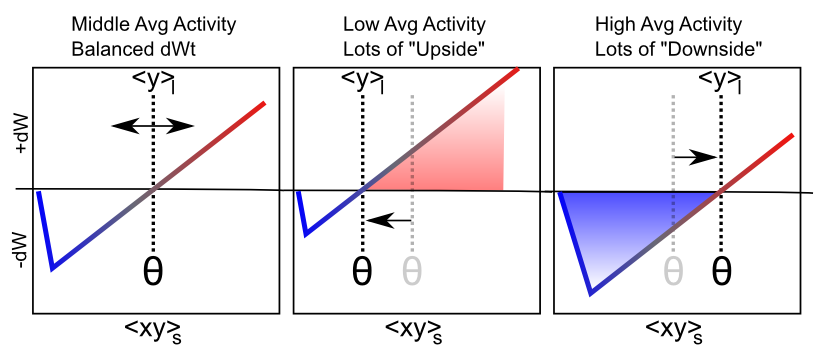 Middle Avg Activity
Balanced dWt
Low Avg Activity
Lots of "Upside"
High Avg Activity
Lots of "Downside"
<y>l
<y>l
<y>l
+dW
-dW
θ
θ
θ
θ
θ
<xy>s
<xy>s
<xy>s